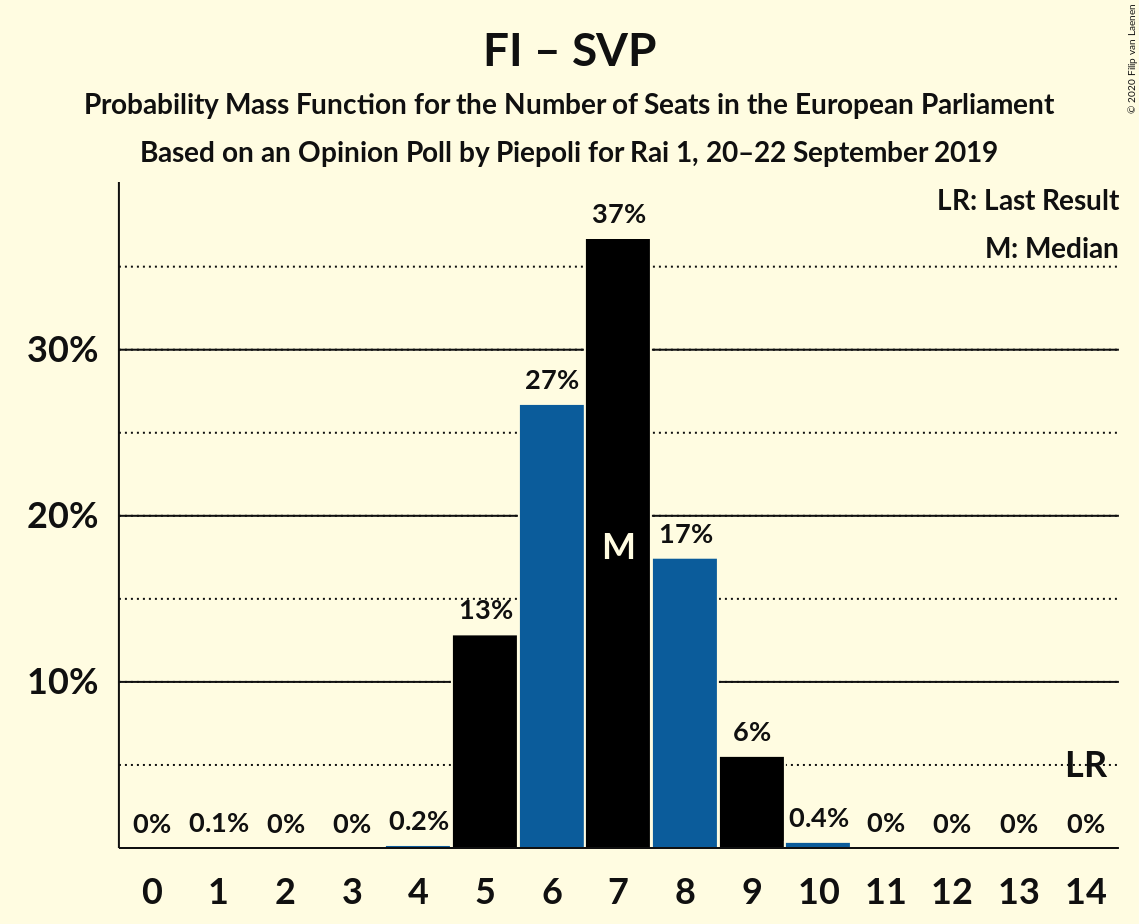 FI – SVP
Probability Mass Function for the Number of Seats in the European Parliament
Based on an Opinion Poll by Piepoli for Rai 1, 20–22 September 2019
© 2020 Filip van Laenen
LR: Last Result
M: Median
30%
20%
10%
0%
0.1%
0%
0%
0.2%
13%
27%
37%
M
17%
6%
0.4%
0%
0%
0%
0%
LR
0 1 2 3 4 5 6 7 8 9 10 11 12 13 14